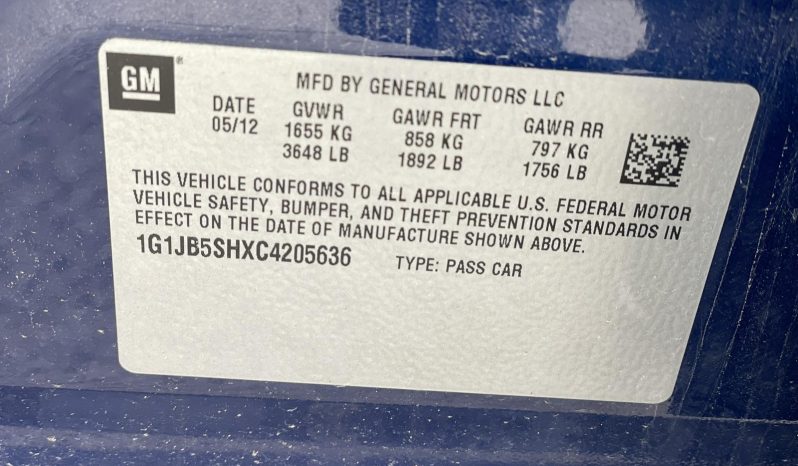 GM®
MFD BY GENERAL MOTORS LLC
DATE GVWR GAWR FRT GAWR RR
05/12 1655 KG 858 KG 797 KG
3648 LB 1892 LB 1756 LB
THIS VEHICLE CONFORMS TO ALL APPLICABLE U.S. FEDERAL MOTOR
VEHICLE SAFETY, BUMPER, AND THEFT PREVENTION STANDARDS IN
EFFECT ON THE DATE OF MANUFACTURE SHOWN ABOVE.
1G1JB5SHXC4205636 TYPE: PASS CAR